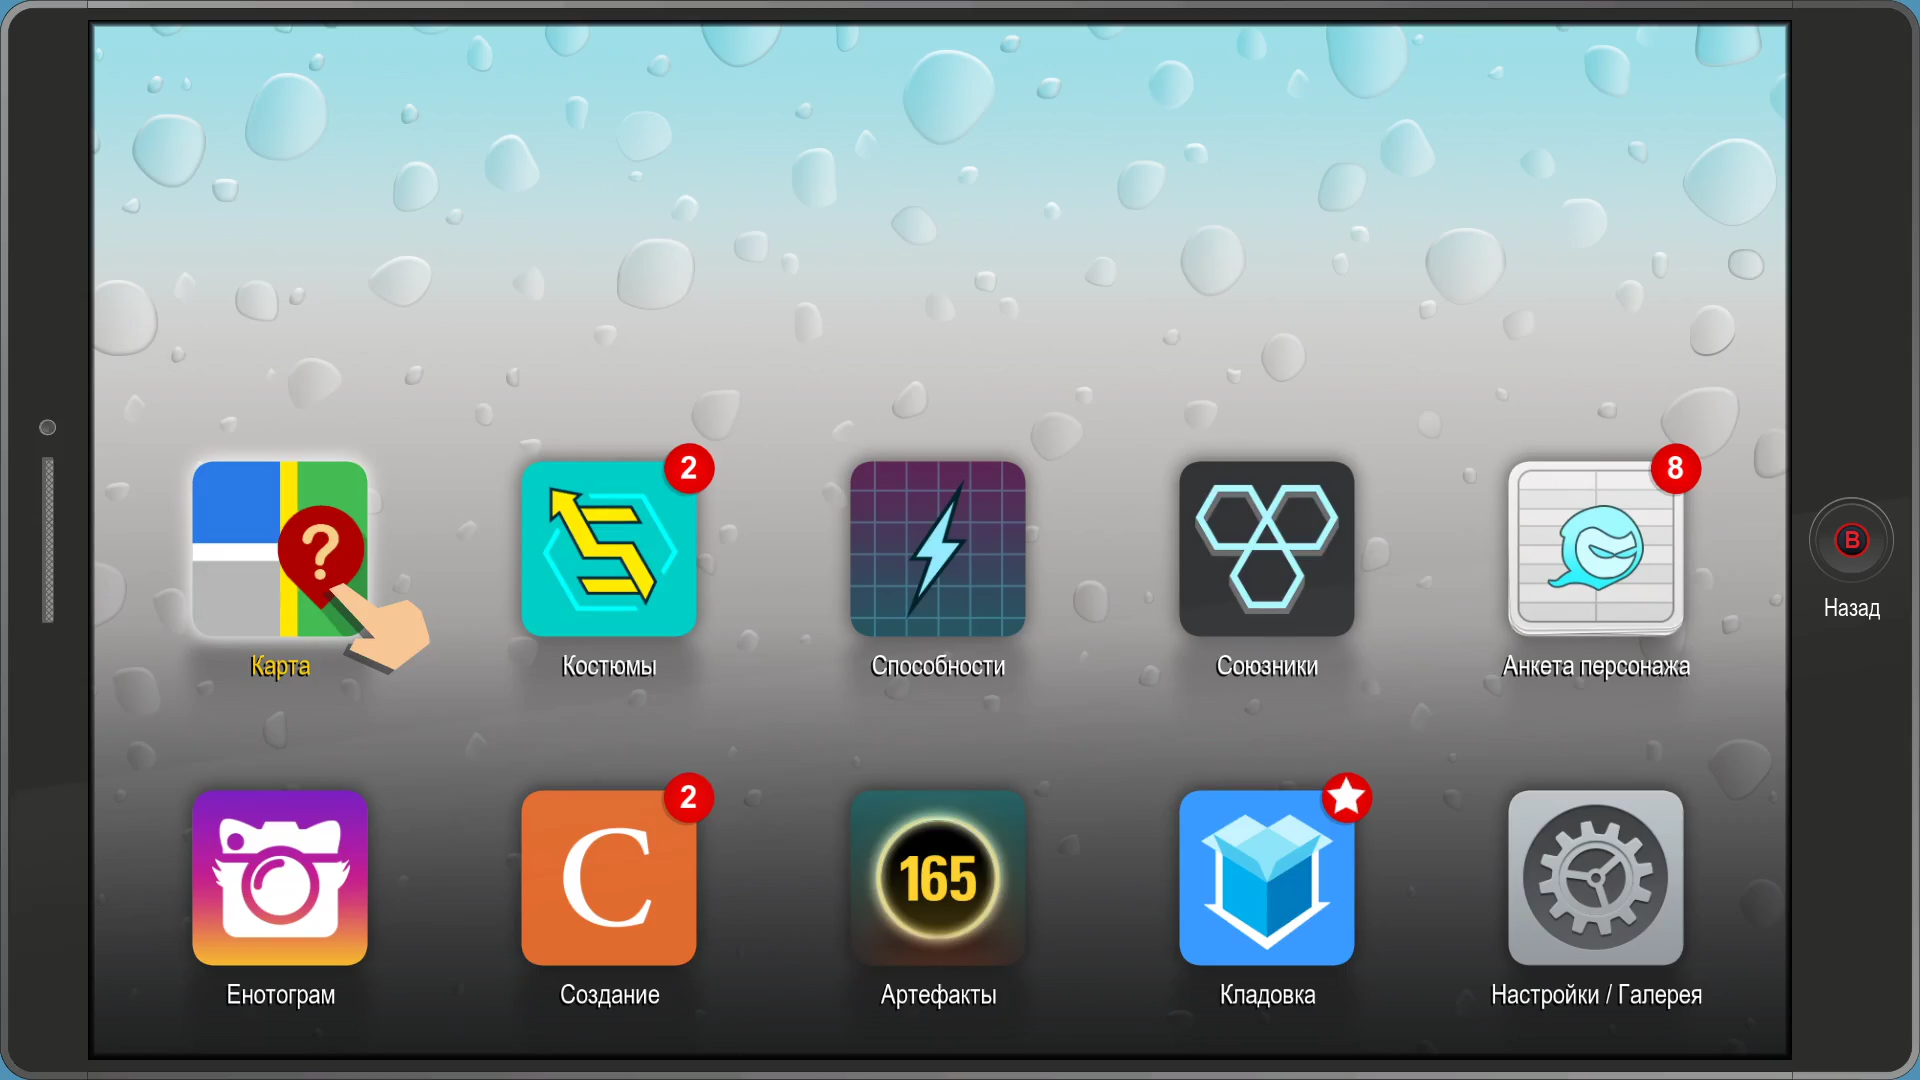 2
8
?
B
Назад
Карта
Костюмы
Способности
Союзники
Анкета персонажа
2
C
165
Енотограм
Создание
Артефакты
Кладовка
Настройки / Галерея